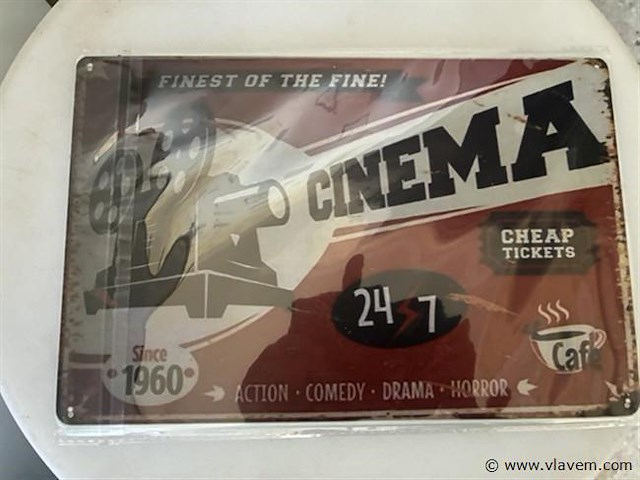 FINEST OF THE FINE!
CINEMA
CHEAP
TICKETS
24 7
Café
Since
1960
ACTION · COMEDY · DRAMA · HORROR
© www.vlavem.com